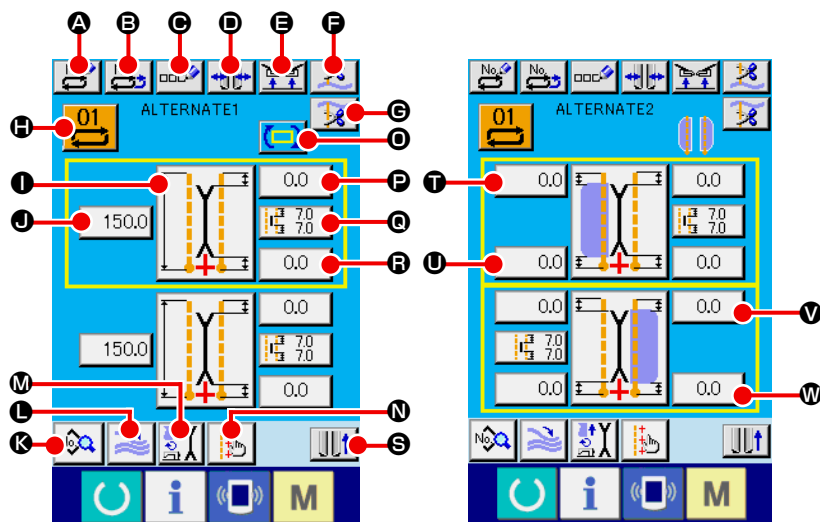 A B C D E F
No. No. No.
G
H 01 ALTERNATE1 01 ALTERNATE2
O
I 0.0 P T 0.0 0.0
J 150.0 7.0 Q 7.0
7.0 7.0
0.0 R U 0.0 0.0
0.0 0.0 0.0 V
150.0 7.0 7.0
7.0 7.0
M 0.0 0.0 0.0 W
L N
K No. S No.
i M i M